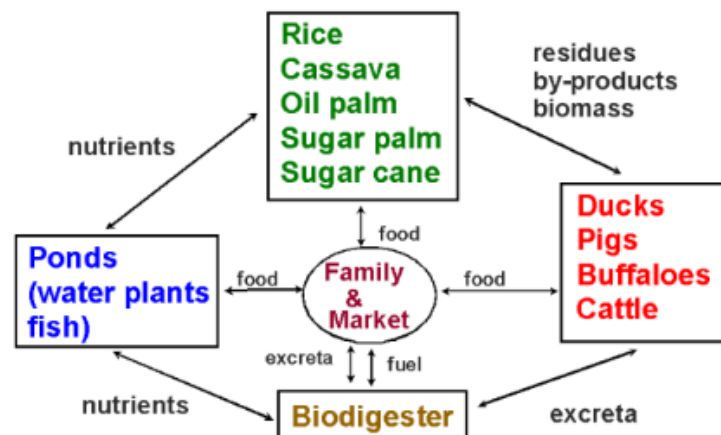 Rice
Cassava
Oil palm
Sugar palm
Sugar cane
residues
by-products
biomass
nutrients
food
Ducks
Pigs
Buffaloes
Cattle
Ponds
(water plants
fish)
food
Family
&
Market
food
excreta
fuel
nutrients
Biodigester
excreta